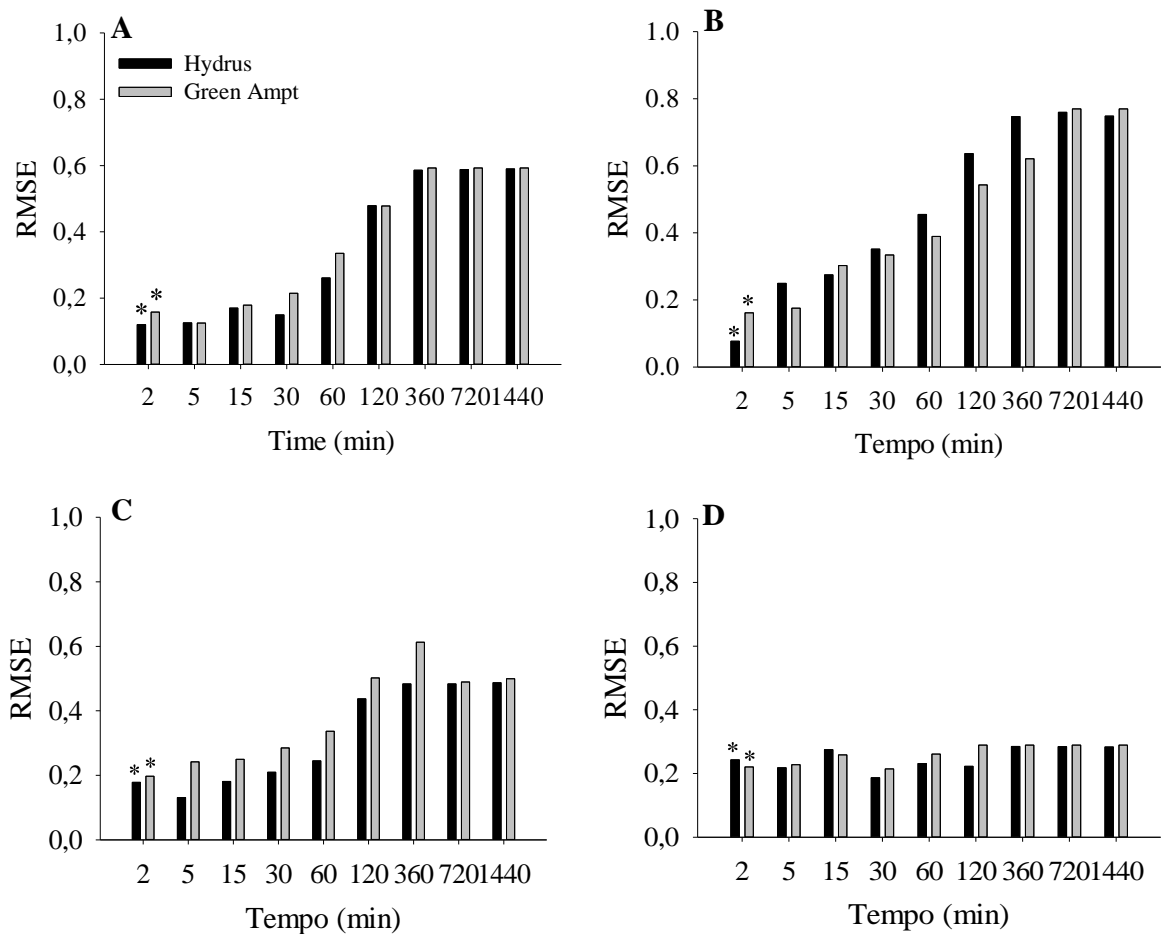 A
Hydrus
Green Ampt
1,0
0,8
0,6
0,4
0,2
0,0
RMSE
* *
2 5 15 30 60 120 360 7201440
Time (min)
B
1.0
0.8
0.6
0.4
0.2
0.0
RMSE
* *
2 5 15 30 60 120 360 7201440
Tempo (min)
C
1,0
0,8
0,6
0,4
0,2
0,0
RMSE
* *
2 5 15 30 60 120 360 7201440
Tempo (min)
D
1,0
0,8
0,6
0,4
0,2
0,0
RMSE
* *
2 5 15 30 60 120 360 7201440
Tempo (min)